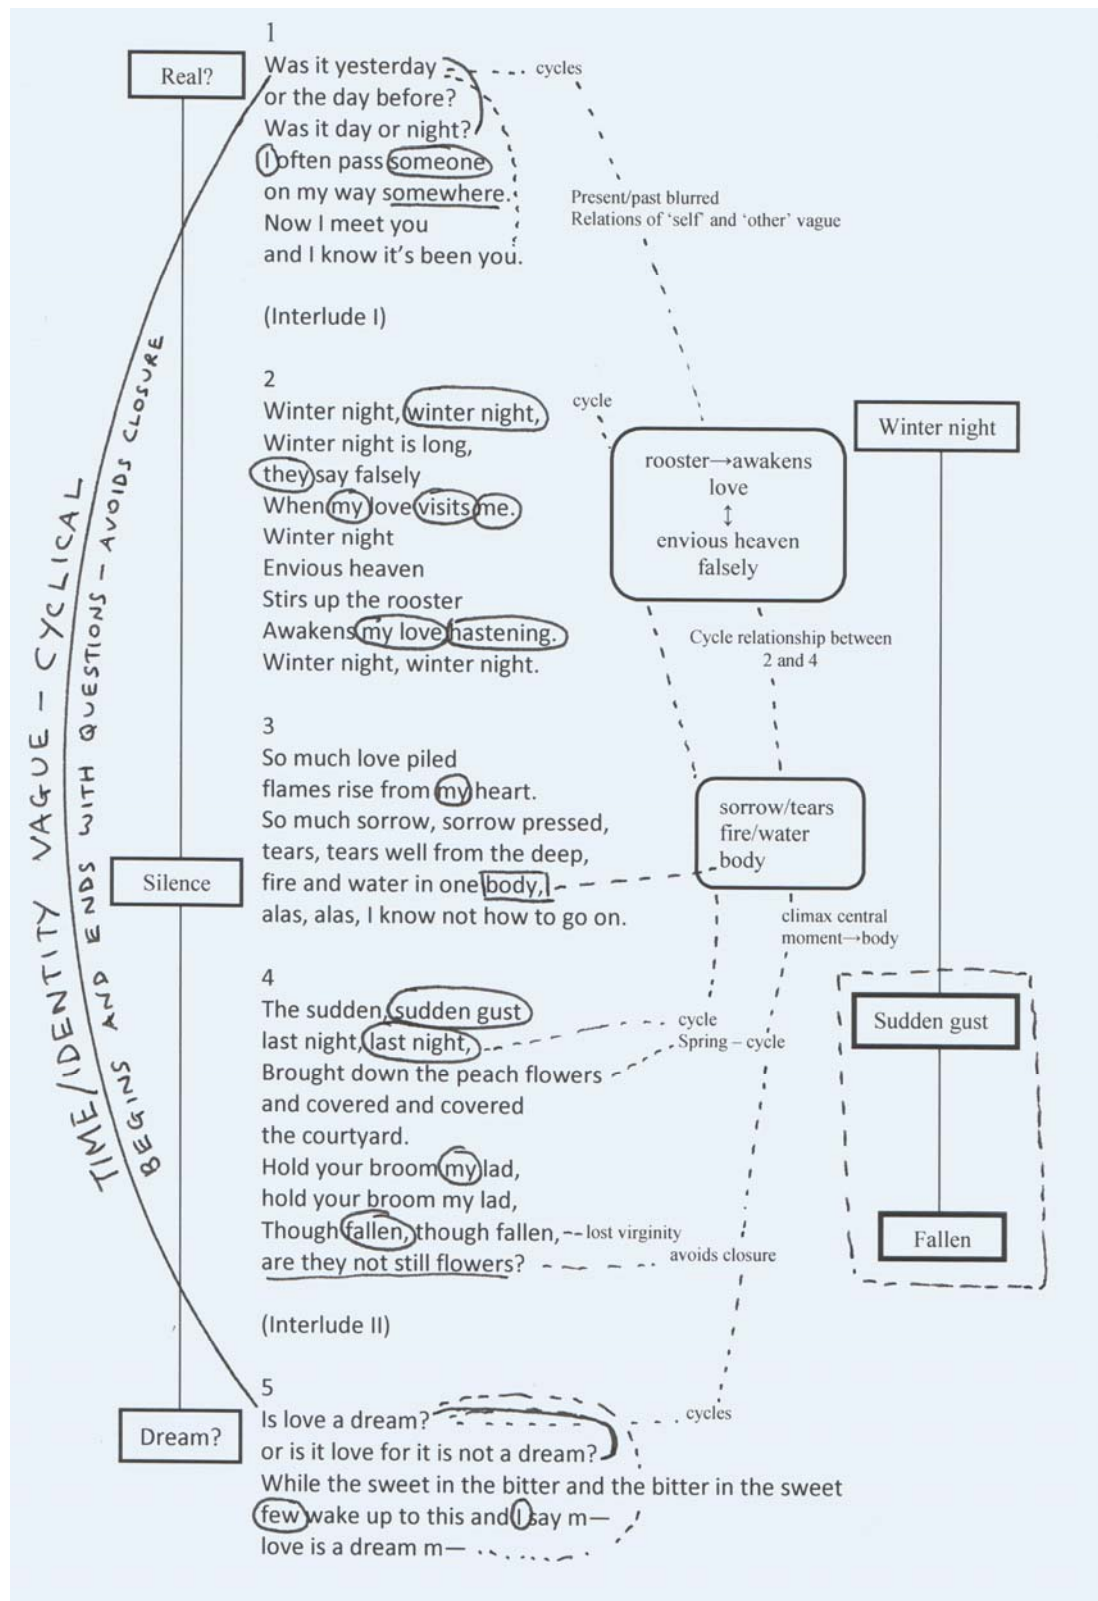 1
Real?
Was it yesterday
cycles
or the day before?
Was it day or night?
I often pass someone
on my way somewhere.
Present/past blurred
Relations of 'self' and 'other' vague
Now I meet you
and I know it's been you.
(Interlude I)
2
Winter night, winter night,
cycle
Winter night
Winter night is long,
they say falsely
When my love visits me.
Winter night
Envious heaven
Stirs up the rooster
Awakens my love hastening.
Winter night, winter night.
rooster→awakens
love
↕
envious heaven
falsely
Cycle relationship between
2 and 4
TIME/IDENTITY VAGUE – CYCLICAL
BEGINS AND ENDS WITH QUESTIONS – AVOIDS CLOSURE
3
So much love piled
flames rise from my heart.
So much sorrow, sorrow pressed,
tears, tears well from the deep,
fire and water in one body,
alas, alas, I know not how to go on.
Silence
sorrow/tears
fire/water
body
climax central
moment→body
4
The sudden, sudden gust
last night, last night,
cycle
Spring – cycle
Brought down the peach flowers
and covered and covered
the courtyard.
Hold your broom my lad,
hold your broom my lad,
Though fallen, though fallen,
lost virginity
are they not still flowers?
avoids closure
Sudden gust
Fallen
(Interlude II)
5
Dream?
Is love a dream?
cycles
or is it love for it is not a dream?
While the sweet in the bitter and the bitter in the sweet
few wake up to this and I say m—
love is a dream m—